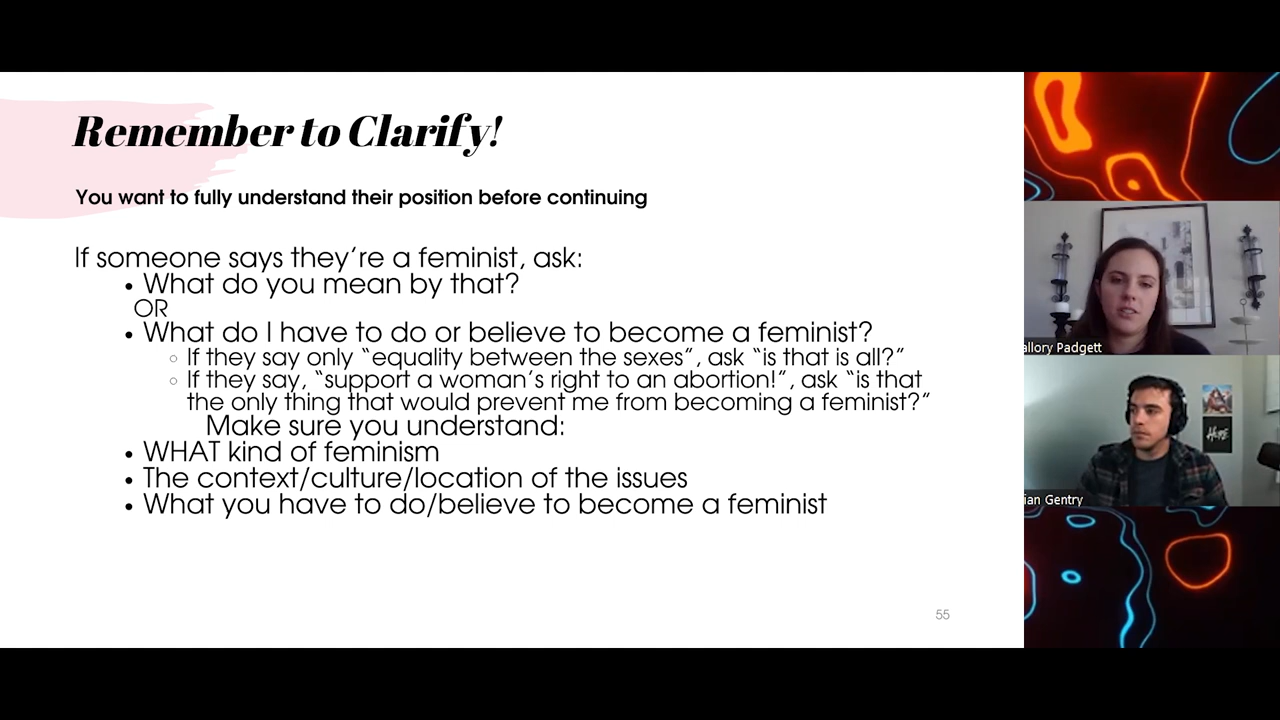 Remember to Clarify!
You want to fully understand their position before continuing
If someone says they're a feminist, ask:
• What do you mean by that?
OR
• What do I have to do or believe to become a feminist?
○ If they say only “equality between the sexes”, ask “is that is all?”
○ If they say, “support a woman's right to an abortion!”, ask “is that
the only thing that would prevent me from becoming a feminist?”
Make sure you understand:
• WHAT kind of feminism
• The context/culture/location of the issues
• What you have to do/believe to become a feminist
55
allory Padgett
HERE
ian Gentry